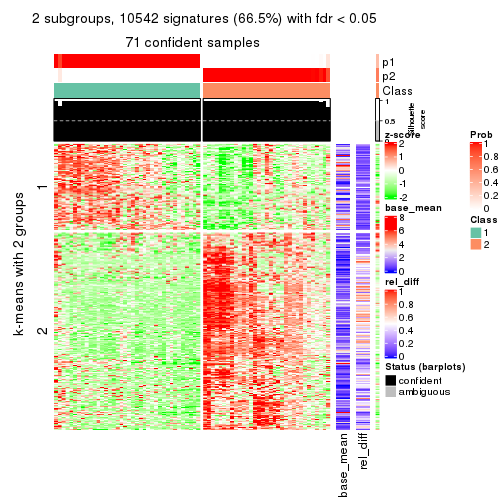 2 subgroups, 10542 signatures (66.5%) with fdr < 0.05
71 confident samples
p1
p2
Class
1
0.5
0
Silhouette
score
k-means with 2 groups
1
2
z-score
2
1
0
-1
-2
base_mean
8
6
4
2
0
rel_diff
1
0.8
0.6
0.4
0.2
0
Status (barplots)
confident
ambiguous
Prob
1
0.8
0.6
0.4
0.2
0
Class
1
2
base_mean
rel_diff